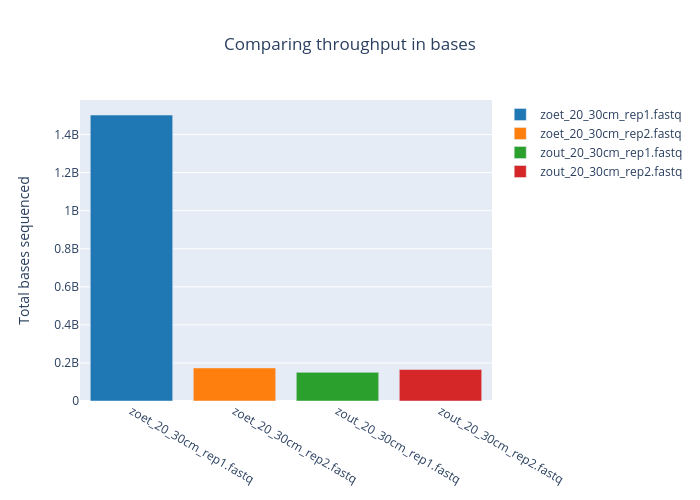 Comparing throughput in bases
zoet_20_30cm_rep1.fastq
zoet_20_30cm_rep2.fastq
zout_20_30cm_rep1.fastq
zout_20_30cm_rep2.fastq
Total bases sequenced
1.4B
1.2B
1B
0.8B
0.6B
0.4B
0.2B
0
zoet_20_30cm_rep1.fastq
zoet_20_30cm_rep2.fastq
zout_20_30cm_rep1.fastq
zout_20_30cm_rep2.fastq